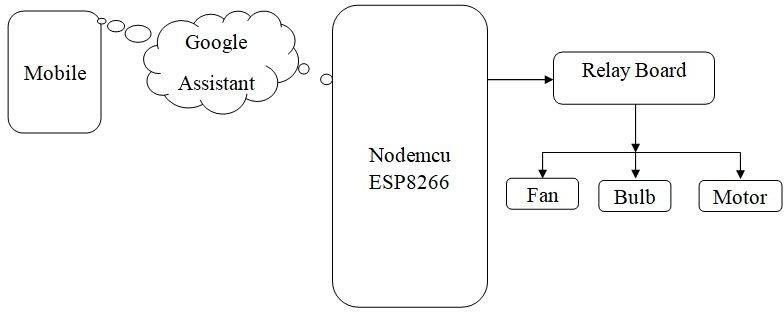 Mobile
Google
Assistant
Nodemcu
ESP8266
Relay Board
Fan
Bulb
Motor